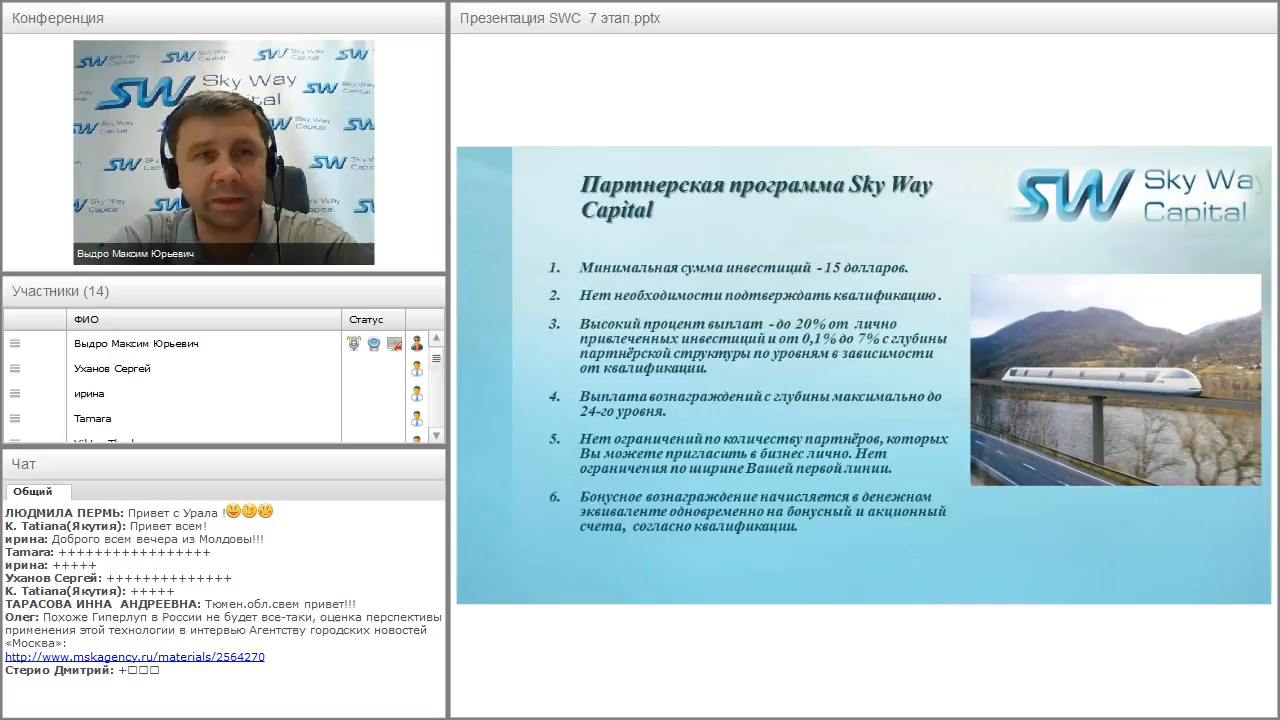 Конференция
SW Sky Way Capital
Выдро Максим Юрьевич
Участники (14)
ФИО
Статус
Выдро Максим Юрьевич
Уханов Сергей
ирина
Tamara
Чат
Общий
ЛЮДМИЛА ПЕРМЬ: Привет с Урала !
K. Tatiana(Якутия): Привет всем!
ирина: Доброго всем вечера из Молдовы!!!
Tamara: +++++++++++++++++
ирина: +++++
Уханов Сергей: ++++++++++++++
K. Tatiana(Якутия): +++++
ТАРАСОВА ИННА АНДРЕЕВНА: Тюмен.обл.свем привет!!!
Олег: Похоже Гиперлуп в России не будет все-таки, оценка перспективы
применения этой технологии в интервью Агентству городских новостей
«Москва»:
http://www.mskagency.ru/materials/2564270
Стерио Дмитрий: +□□□
Презентация SWC 7 этап.pptx
Партнерская программа Sky Way
Capital
SW Sky Way
Capital
1. Минимальная сумма инвестиций - 15 долларов.
2. Нет необходимости подтверждать квалификацию .
3. Высокий процент выплат - до 20% от лично
привлеченных инвестиций и от 0,1% до 7% с глубины
партнёрской структуры по уровням в зависимости
от квалификации.
4. Выплата вознаграждений с глубины максимально до
24-го уровня.
5. Нет ограничений по количеству партнёров, которых
Вы можете пригласить в бизнес лично. Нет
ограничения по ширине Вашей первой линии.
6. Бонусное вознаграждение начисляется в денежном
эквиваленте одновременно на бонусный и акционный
счета, согласно квалификации.